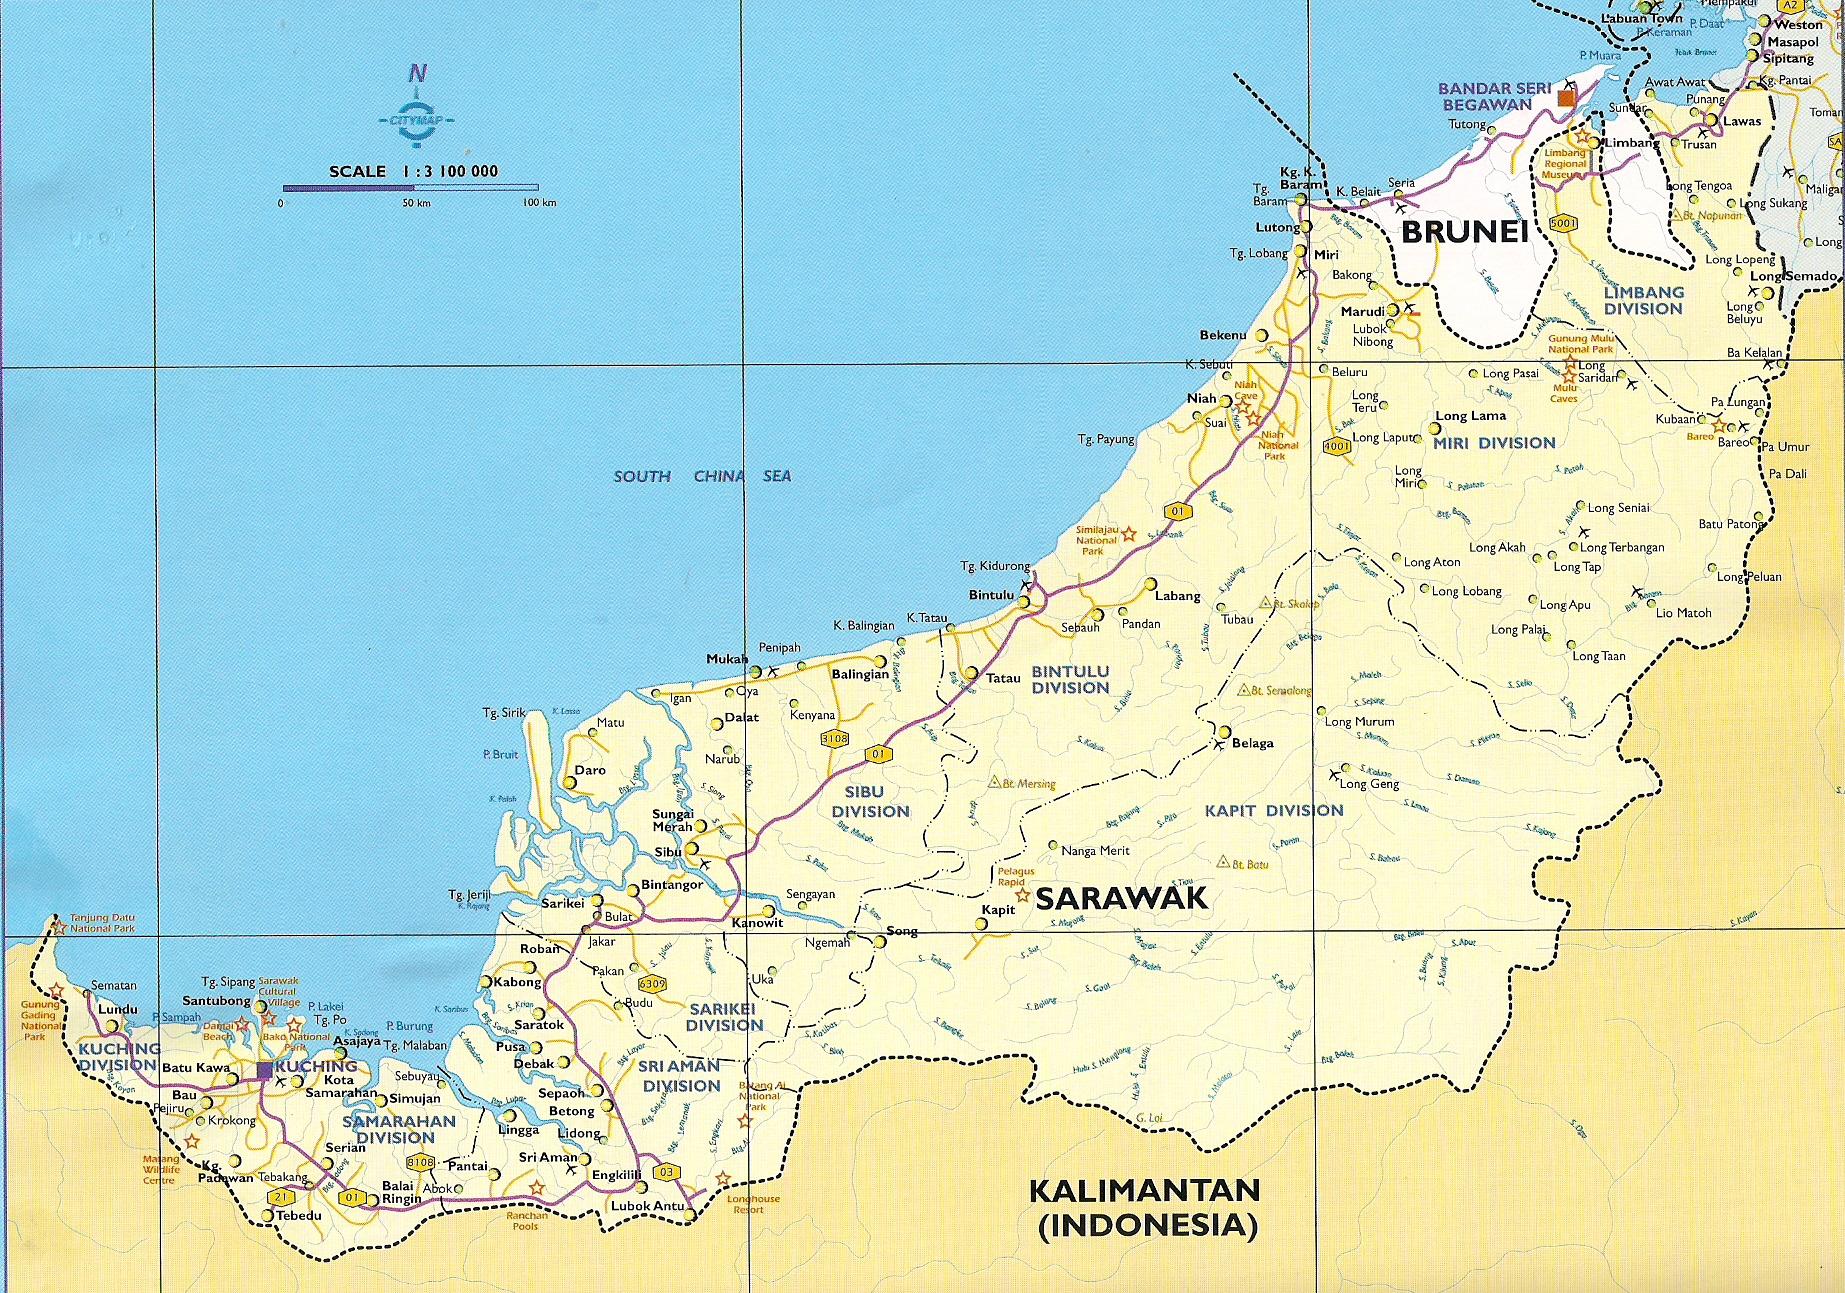 Labuan Town
P. Daat
P. Keraman
A2
Weston
Masapol
Sipitang
Kg. Pantai
P. Muara
Awat Awat
Punang
Sundar
Lawas
Trusan
BANDAR SERI
BEGAWAN
Tutong
Limbang
Limbang
Regional
Museum
N
CITYMAP
SCALE 1 : 3 100 000
0
50 km
100 km
Kg. K.
Baram
Tg.
Baram
K. Belait
Seria
BRUNEI
5001
Long Tengoa
Long Sukang
Bt. Napunan
Lutong
Tg. Lobang
Miri
Bakong
Long Lopeng
Long Semado
Long
Beluyu
LIMBANG
DIVISION
Marudi
Lubok
Nibong
Bekenu
K. Sebuti
Beluru
Gunung Mulu
National Park
Long
Saridan
Mulu
Caves
Long Pasai
Ba Kelalan
Niah
Niah
Cave
Suai
Niah
National
Park
Long
Teru
Long Lama
Long Laput
MIRI DIVISION
4001
Pa Lungan
Kubaan
Bareo
Bareo
Pa Umur
Pa Dali
Tg. Payung
SOUTH CHINA SEA
Long
Miri
01
Long Seniai
Batu Patong
Similajau
National
Park
Long Akah
Long Terbangan
Long Tap
Long Aton
Long Peluan
Tg. Kidurong
Bintulu
Labang
Sebauh
Pandan
Tubau
Bt. Skalap
Long Lobang
Long Apu
Lio Matoh
Long Palai
Long Taan
K. Tatau
K. Balingian
Penipah
Mukah
Balingian
Tatau
BINTULU
DIVISION
Bt. Semalong
Igan
Oya
Dalat
Kenyana
Narub
3108
01
Long Murum
Belaga
Long Geng
Tg. Sirik
K. Lassa
Matu
P. Bruit
Daro
K. Paloh
Bt. Mersing
SIBU
DIVISION
KAPIT DIVISION
Sungai
Merah
Sibu
Nanga Merit
Bt. Batu
Pelagus
Rapid
SARAWAK
Kapit
Tg. Jeriji
K. Rajang
Bintangor
Sarikei
Bulat
Sengayan
Kanowit
Song
Ngemah
Jakar
Roban
Pakan
6309
Uka
Kabong
Budu
SARIKEI
DIVISION
Saratok
Pusa
Debak
SRI AMAN
DIVISION
Batang Ai
National
Park
Sepaoh
Betong
Lidong
Lingga
Sri Aman
Engkilili
03
Lubok Antu
Longhouse
Resort
Tanjung Datu
National Park
Sematan
Lundu
Gunung
Gading
National
Park
P. Sampah
Tg. Sipang
Santubong
Sarawak
Cultural
Village
Damai
Beach
P. Lakei
Tg. Po
Bako National
Park
K. Sadong
P. Burung
Asajaya
Tg. Malaban
K. Saribas
KUCHING
DIVISION
Batu Kawa
KUCHING
Kota
Samarahan
Sebuyau
Simujan
Bau
Pejiru
Krokong
SAMARAHAN
DIVISION
Matang
Wildlife
Centre
Kg.
Padawan
Serian
Tebakang
8108
Pantai
Balai
Ringin
Abok
21
01
Tebedu
Ranchan
Pools
G. Loi
KALIMANTAN
(INDONESIA)